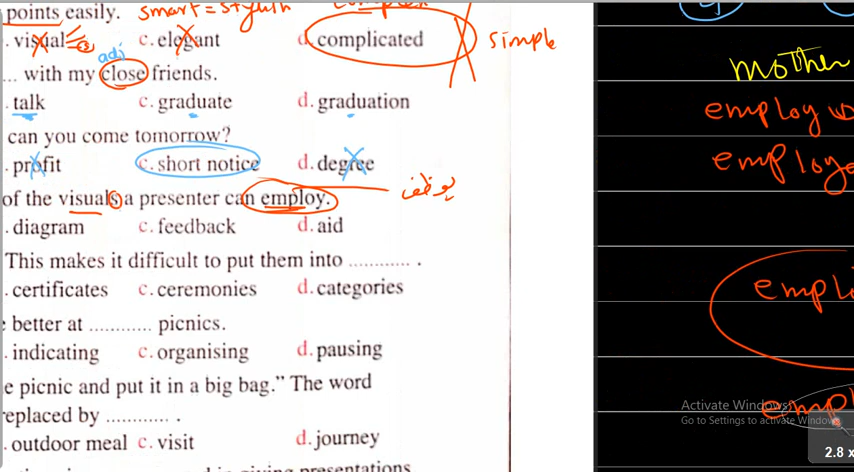 points easily. smart = stylish
. visual c. elegant d. complicated simple
adj
... with my close friends.
. talk c. graduate d. graduation
can you come tomorrow?
. profit c. short notice d. degree
of the visuals a presenter can employ. يوظف
. diagram c. feedback d. aid
This makes it difficult to put them into ............ .
. certificates c. ceremonies d. categories
better at ............ picnics.
. indicating c. organising d. pausing
e picnic and put it in a big bag.” The word
replaced by ............ .
. outdoor meal c. visit d. journey
mother
employ
Activate Windows
Go to Settings to activate Window
2.8 x